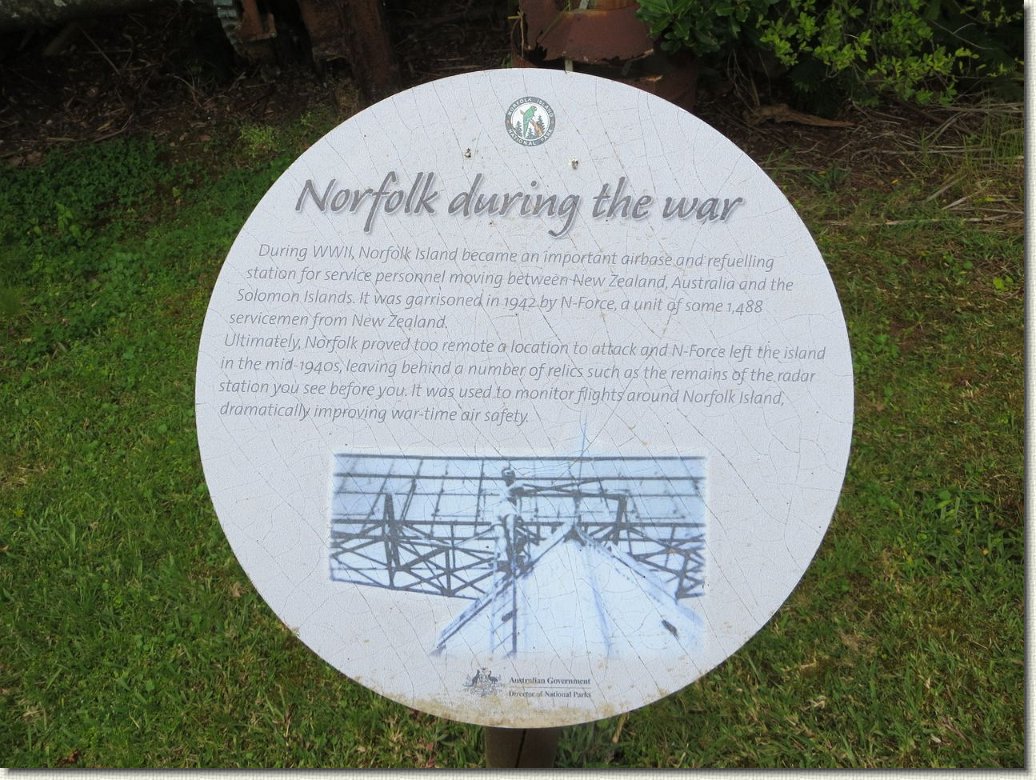 NORFOLK ISLAND
NATIONAL PARK
Norfolk during the war
During WWII, Norfolk Island became an important airbase and refuelling
station for service personnel moving between New Zealand, Australia and the
Solomon Islands. It was garrisoned in 1942 by N-Force, a unit of some 1,488
servicemen from New Zealand.
Ultimately, Norfolk proved too remote a location to attack and N-Force left the island
in the mid-1940s, leaving behind a number of relics such as the remains of the radar
station you see before you. It was used to monitor flights around Norfolk Island,
dramatically improving war-time air safety.
Australian Government
Director of National Parks